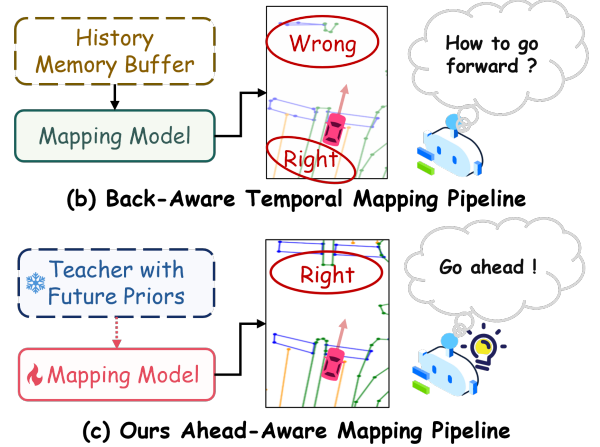 History
Memory Buffer
Mapping Model
Wrong
Right
How to go
forward ?
(b) Back-Aware Temporal Mapping Pipeline
Teacher with
Future Priors
Mapping Model
Right
Go ahead !
(c) Ours Ahead-Aware Mapping Pipeline